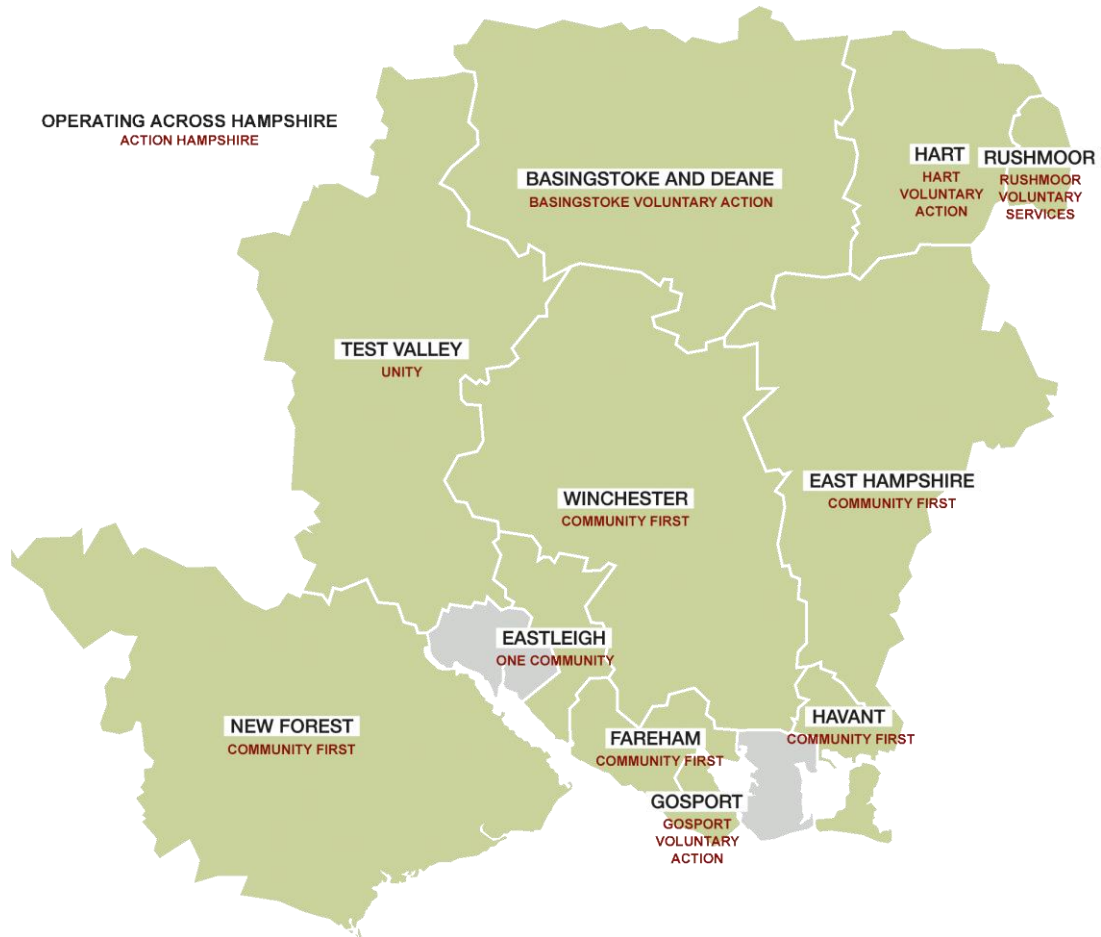 OPERATING ACROSS HAMPSHIRE
ACTION HAMPSHIRE
BASINGSTOKE AND DEANE
BASINGSTOKE VOLUNTARY ACTION
HART
HART
VOLUNTARY
ACTION
RUSHMOOR
RUSHMOOR
VOLUNTARY
SERVICES
TEST VALLEY
UNITY
WINCHESTER
COMMUNITY FIRST
EAST HAMPSHIRE
COMMUNITY FIRST
EASTLEIGH
ONE COMMUNITY
NEW FOREST
COMMUNITY FIRST
FAREHAM
COMMUNITY FIRST
HAVANT
COMMUNITY FIRST
GOSPORT
GOSPORT
VOLUNTARY
ACTION